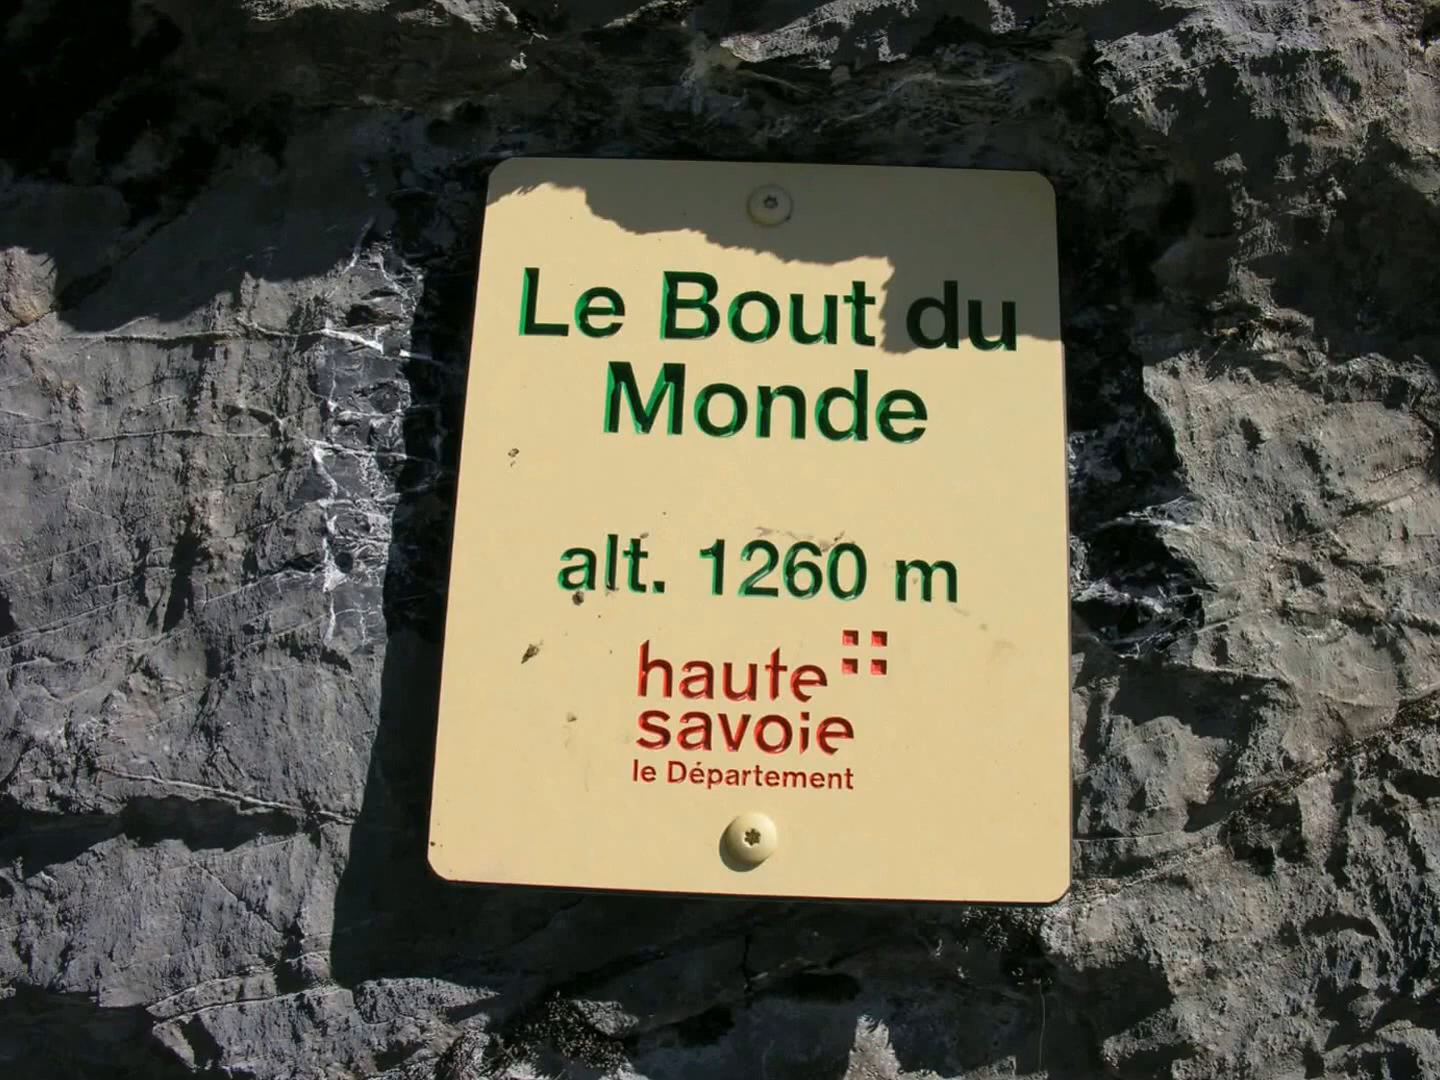 Le Bout du
Monde
alt. 1260 m
haute
savoie
le Département